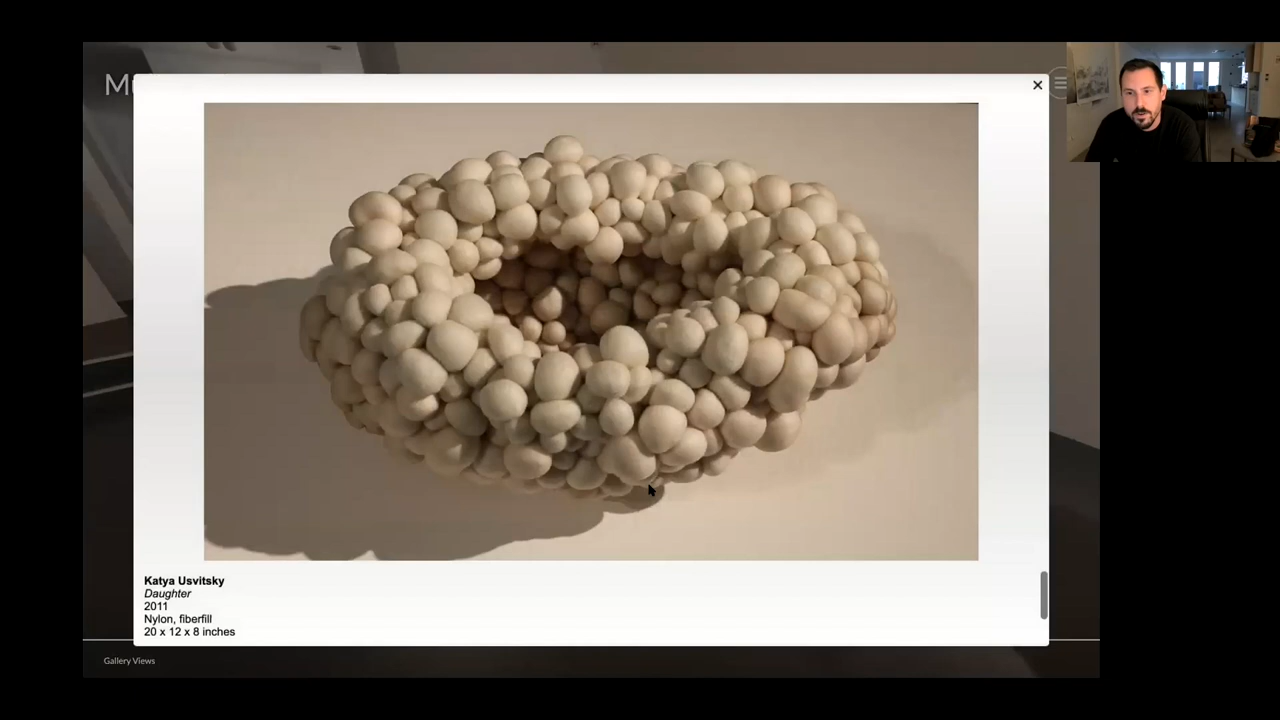 Katya Usvitsky
Daughter
2011
Nylon, fiberfill
20 x 12 x 8 inches
Gallery Views